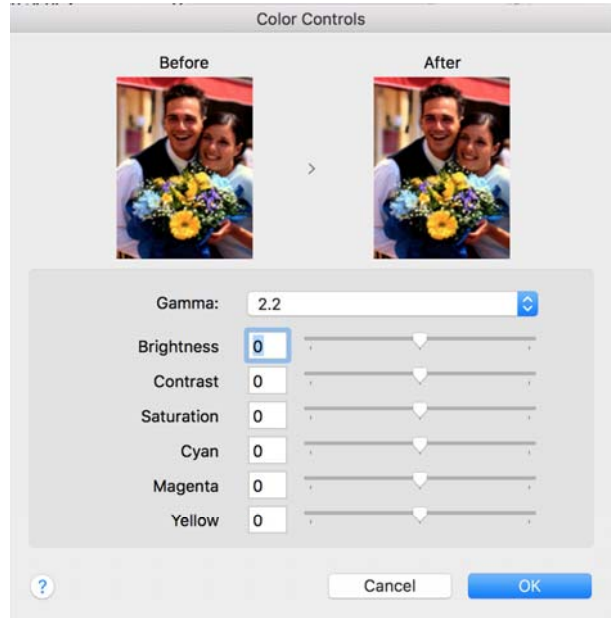 Color Controls
Before After
>
Gamma: 2.2
Brightness 0
Contrast 0
Saturation 0
Cyan 0
Magenta 0
Yellow 0
? Cancel OK